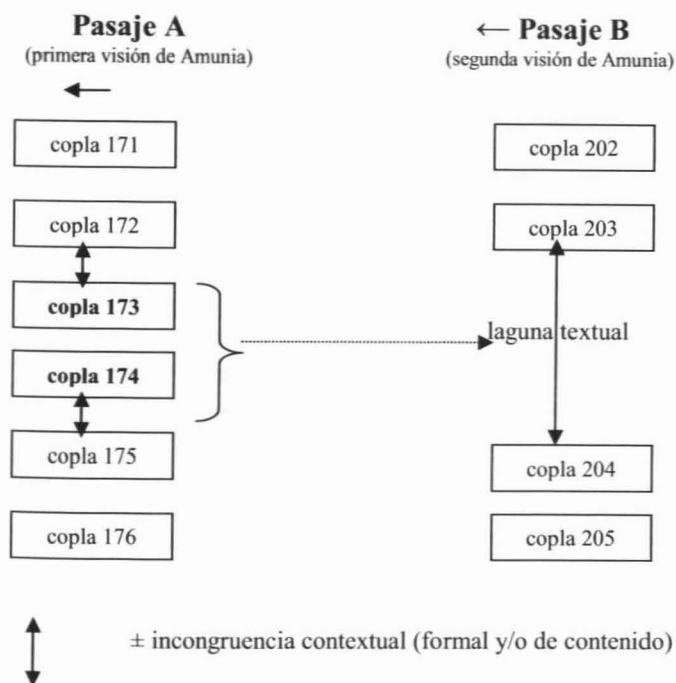 Pasaje A
(primera visión de Amunia)
copla 171
copla 172
copla 173
copla 174
copla 175
copla 176
← Pasaje B
(segunda visión de Amunia)
copla 202
copla 203
laguna textual
copla 204
copla 205
± incongruencia contextual (formal y/o de contenido)